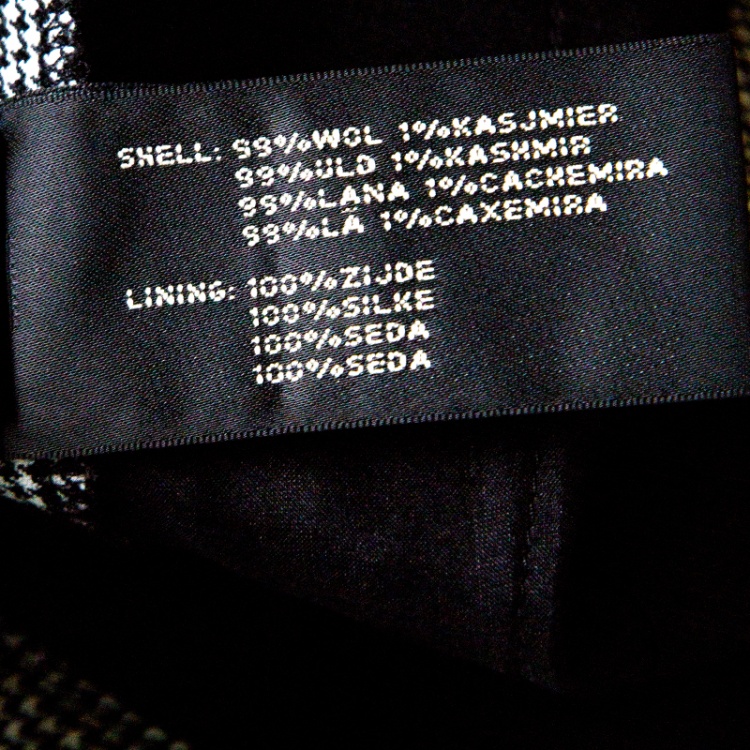 SHELL: 99%WOL 1%KASJMIER
99%ULD 1%KASHMIR
99%LANA 1%CACHEMIRA
99%LÃ 1%CAXEMIRA
LINING: 100%ZIJDE
100%SILKE
100%SEDA
100%SEDA